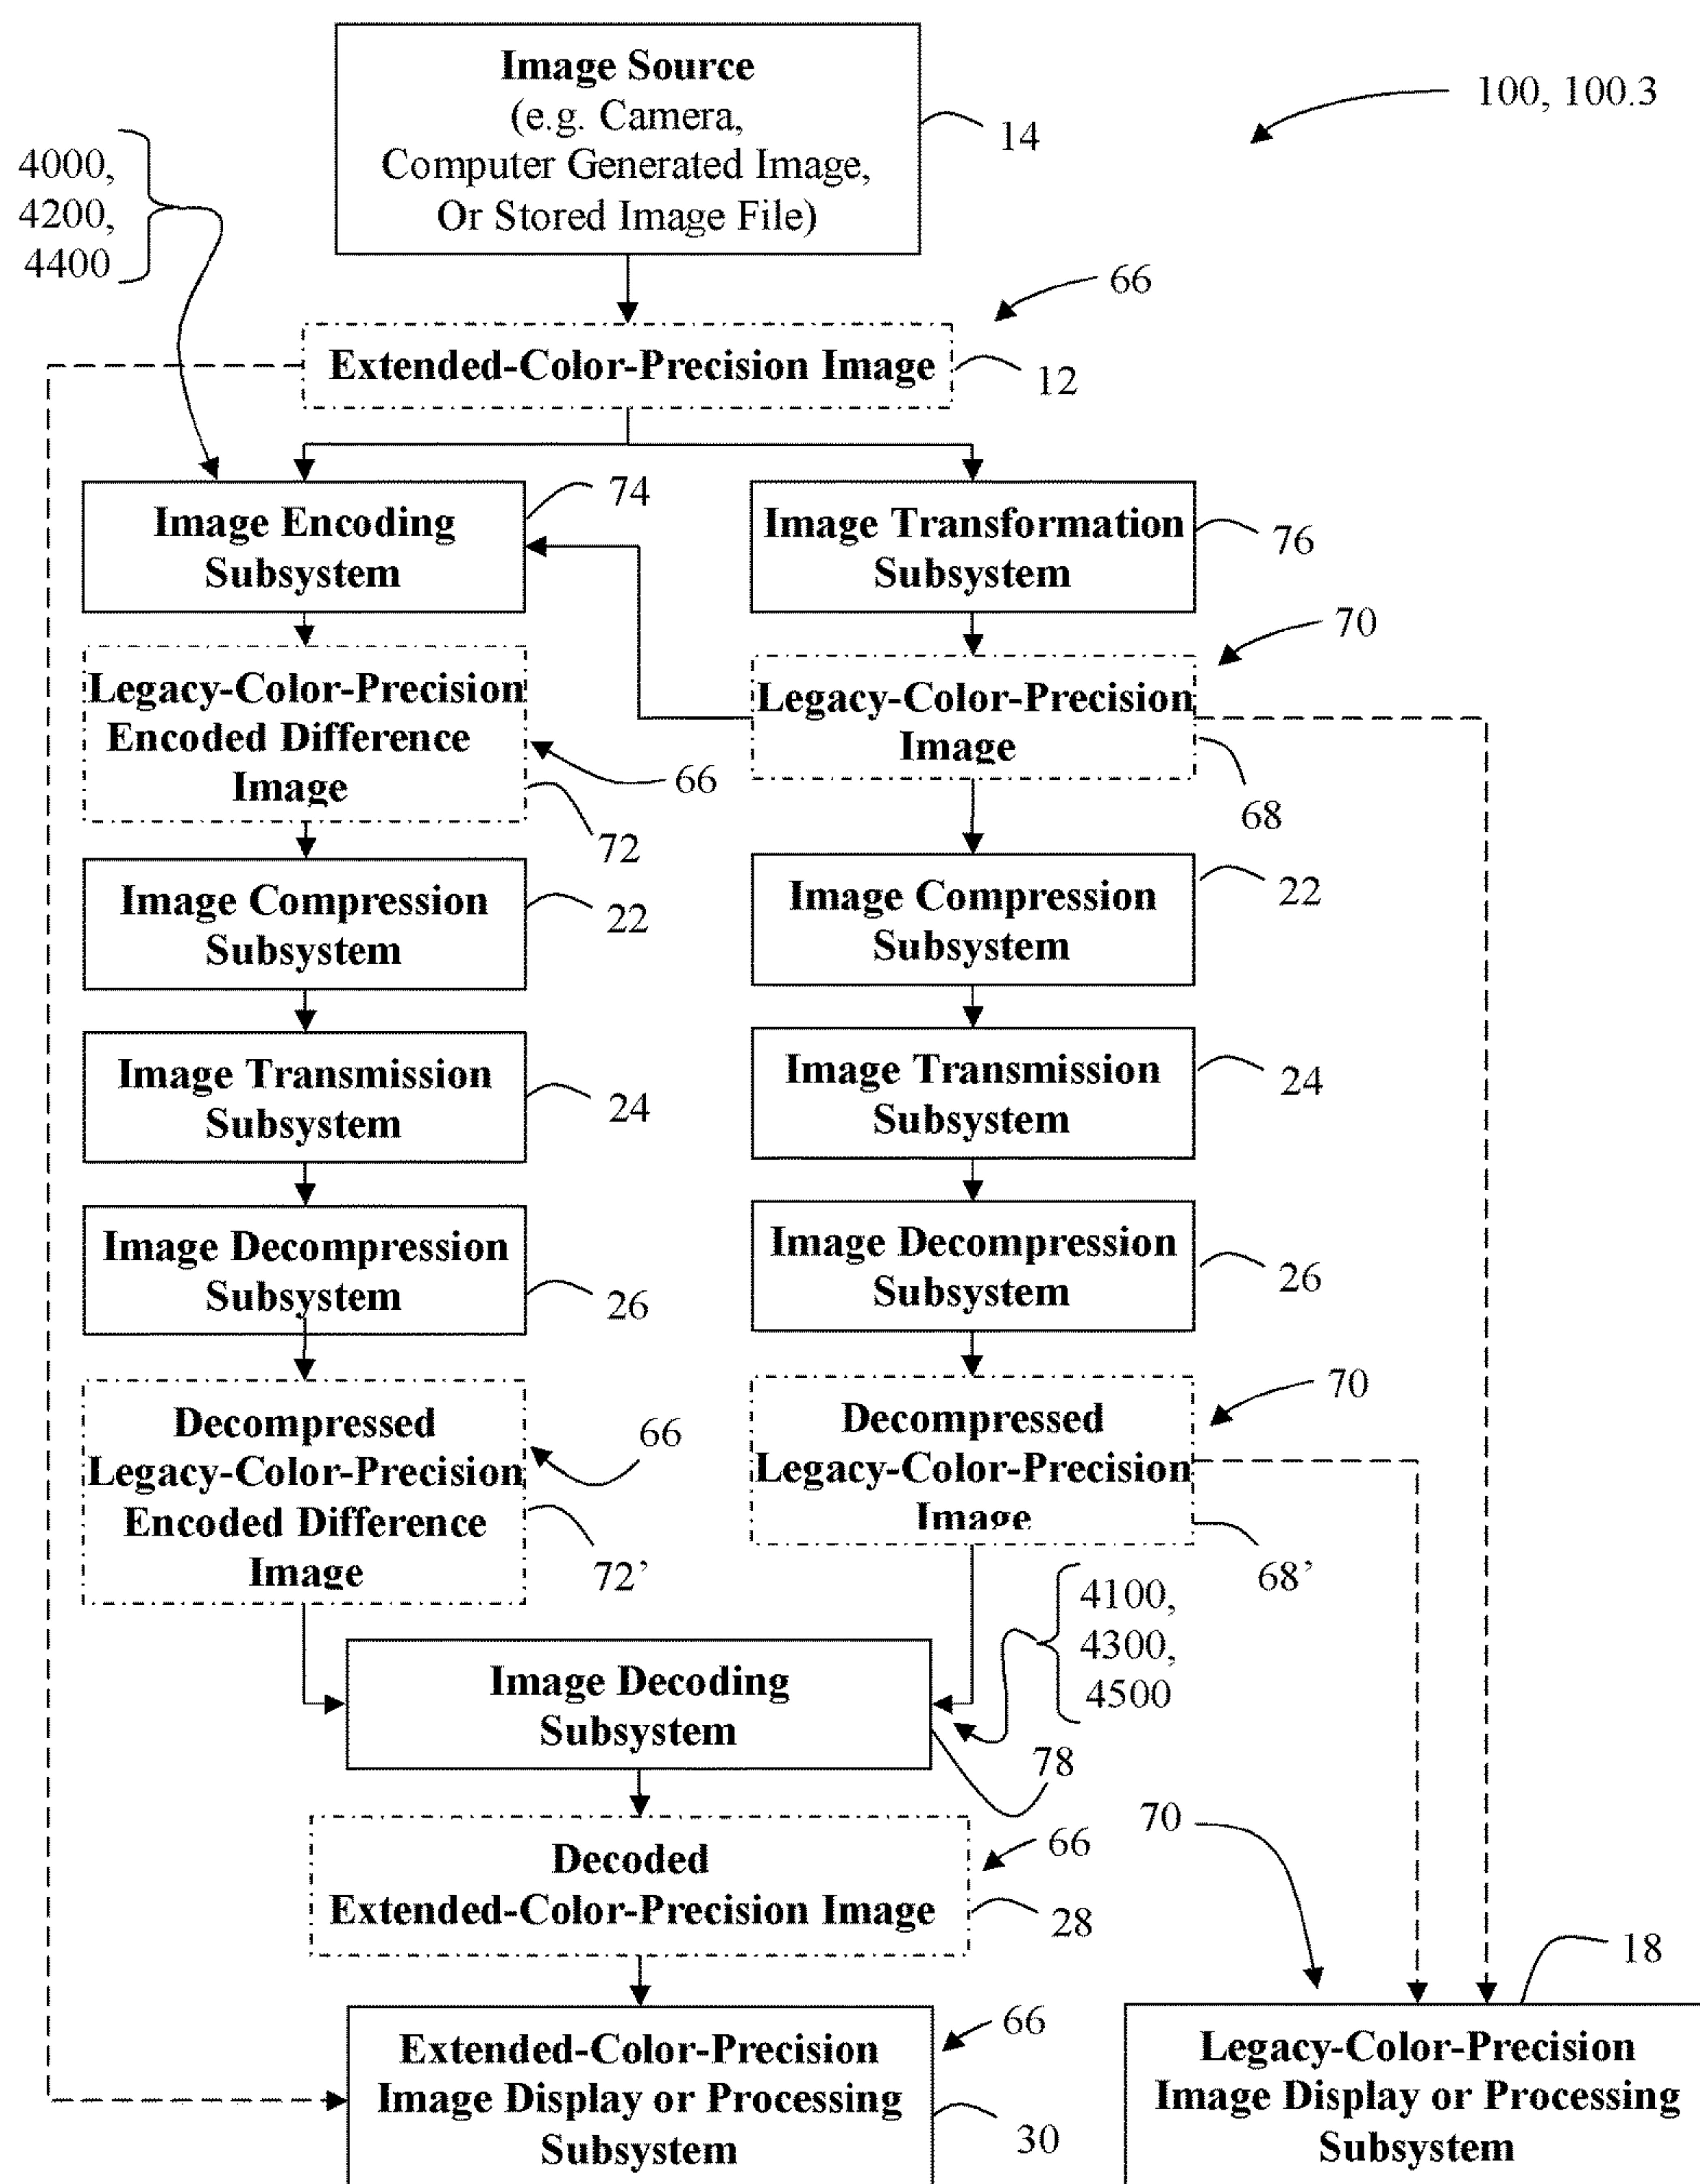 Image Source
(e.g. Camera,
Computer Generated Image,
Or Stored Image File)
14
100, 100.3
4000,
4200,
4400
66
Extended-Color-Precision Image
12
Image Encoding
Subsystem
74
Image Transformation
Subsystem
76
70
Legacy-Color-Precision
Encoded Difference
Image
66
72
Legacy-Color-Precision
Image
68
Image Compression
Subsystem
22
Image Compression
Subsystem
22
Image Transmission
Subsystem
24
Image Transmission
Subsystem
24
Image Decompression
Subsystem
26
Image Decompression
Subsystem
26
Decompressed
Legacy-Color-Precision
Encoded Difference
Image
66
72’
Decompressed
Legacy-Color-Precision
Image
70
68’
4100,
4300,
4500
Image Decoding
Subsystem
78
Decoded
Extended-Color-Precision Image
66
28
70
18
Extended-Color-Precision
Image Display or Processing
Subsystem
66
30
Legacy-Color-Precision
Image Display or Processing
Subsystem